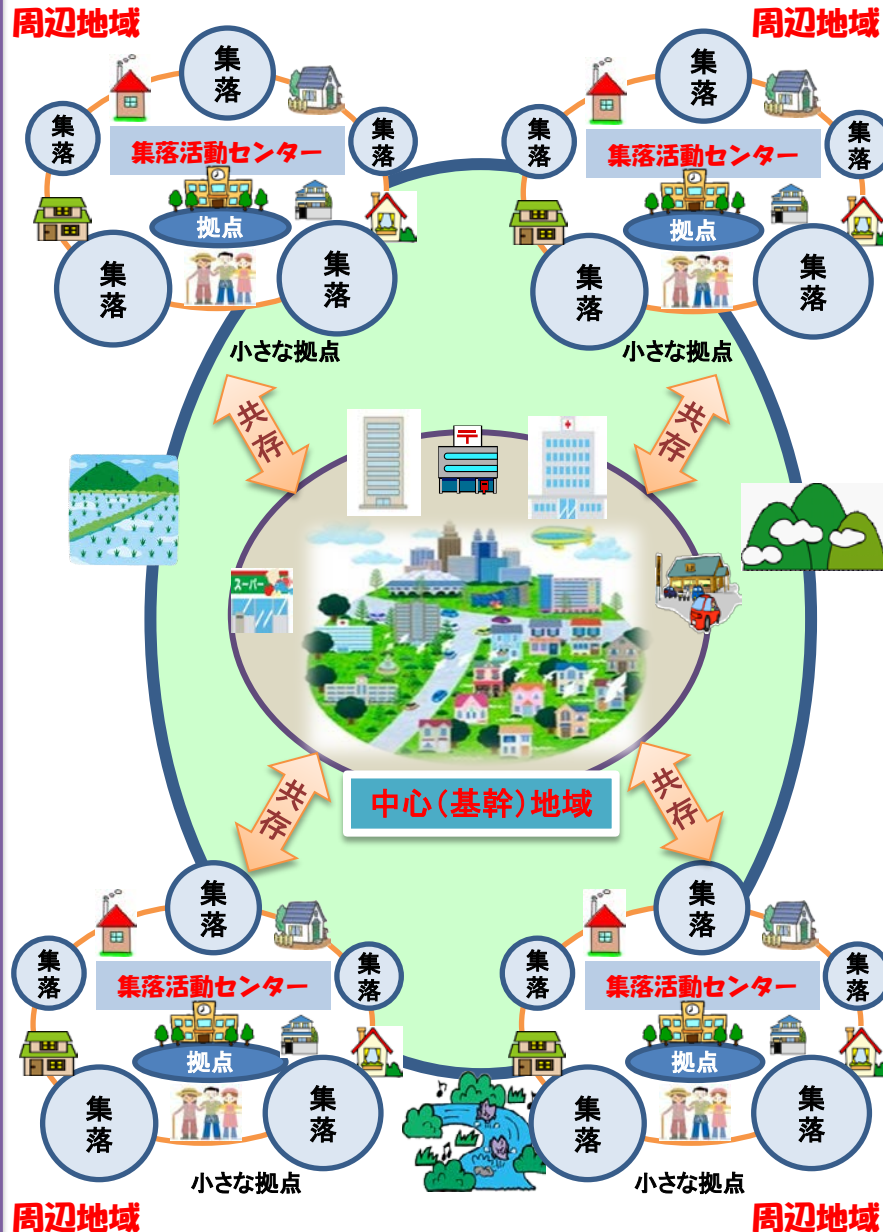 周辺地域
周辺地域
集落
集落
集落
集落
集落活動センター
拠点
集落
集落
小さな拠点
集落
集落
集落
集落活動センター
拠点
集落
集落
小さな拠点
共存
共存
〒
スーパー
中心(基幹)地域
共存
共存
集落
集落
集落
集落活動センター
拠点
集落
集落
小さな拠点
集落
集落
集落
集落活動センター
拠点
集落
集落
小さな拠点
周辺地域
周辺地域